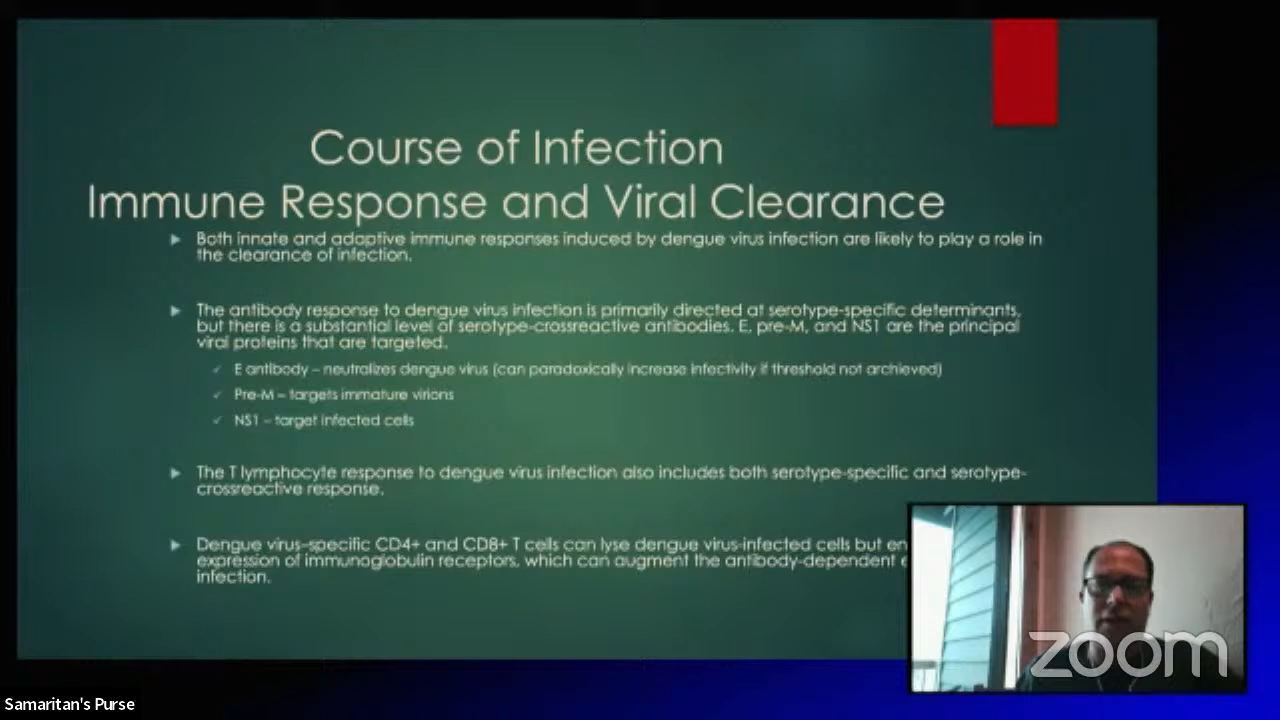 Course of Infection
Immune Response and Viral Clearance
Both innate and adaptive immune responses induced by dengue virus infection are likely to play a role in
the clearance of infection.
The antibody response to dengue virus infection is primarily directed at serotype-specific determinants,
but there is a substantial level of serotype-crossreactive antibodies. E, pre-M, and NS1 are the principal
viral proteins that are targeted.
E antibody – neutralizes dengue virus (can paradoxically increase infectivity if threshold not archieved)
Pre-M – targets immature virions
NS1 – target infected cells
The T lymphocyte response to dengue virus infection also includes both serotype-specific and serotype-
crossreactive response.
Dengue virus–specific CD4+ and CD8+ T cells can lyse dengue virus-infected cells but
expression of immunoglobulin receptors, which can augment the antibody-dependent
infection.
zoom
Samaritan's Purse